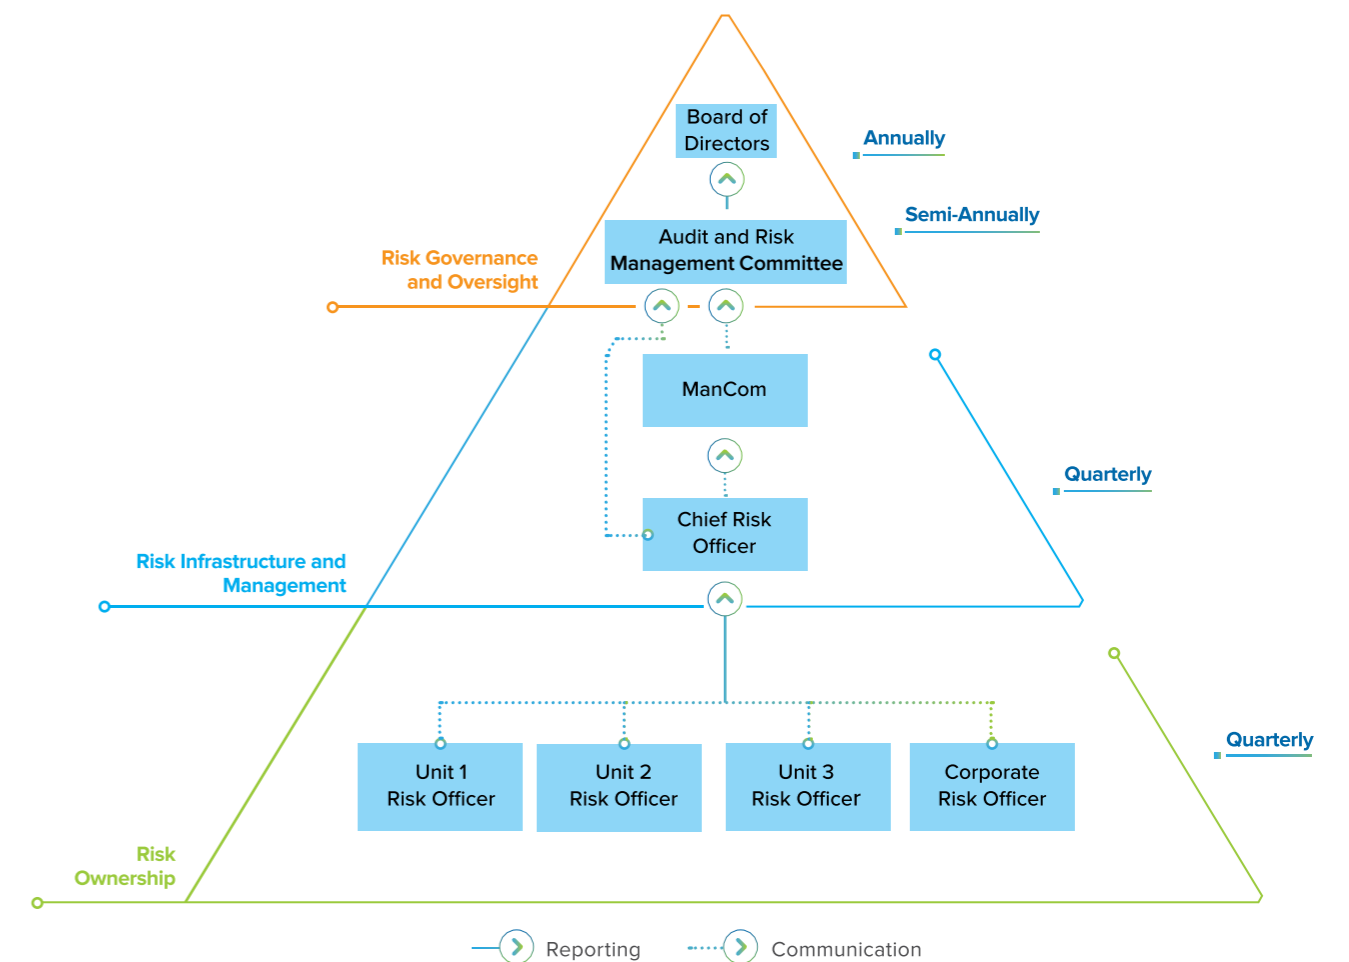 Board of
Directors
Annually
Semi-Annually
Audit and Risk
Management Committee
Risk Governance
and Oversight
ManCom
Quarterly
Chief Risk
Officer
Risk Infrastructure and
Management
Quarterly
Unit 1
Risk Officer
Unit 2
Risk Officer
Unit 3
Risk Officer
Corporate
Risk Officer
Risk
Ownership
Reporting
Communication